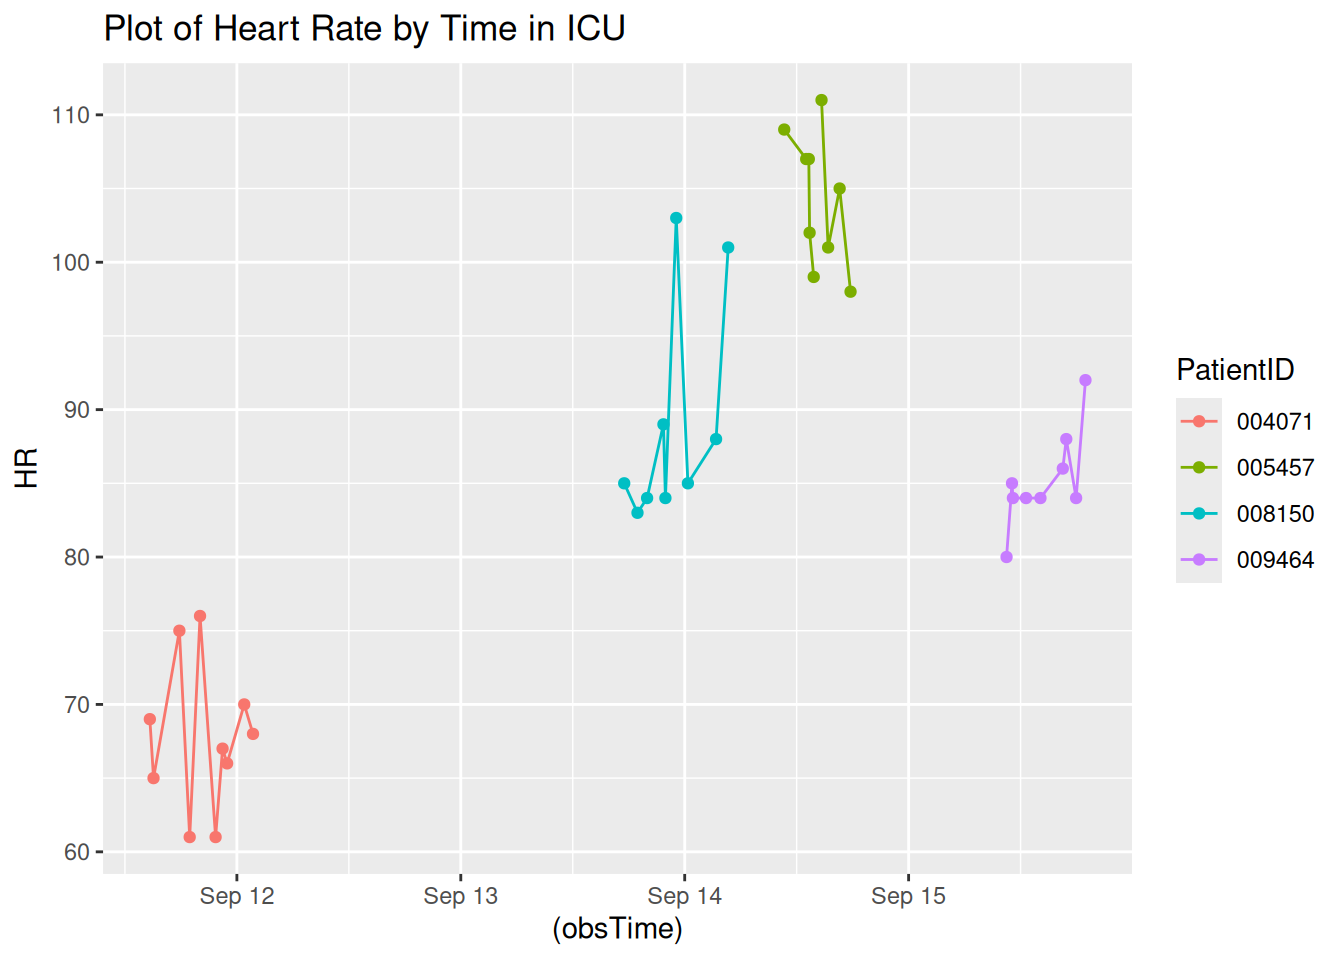 Plot of Heart Rate by Time in ICU
110
100
90
80
70
60
HR
Sep 12
Sep 13
Sep 14
Sep 15
(obsTime)
PatientID
004071
005457
008150
009464